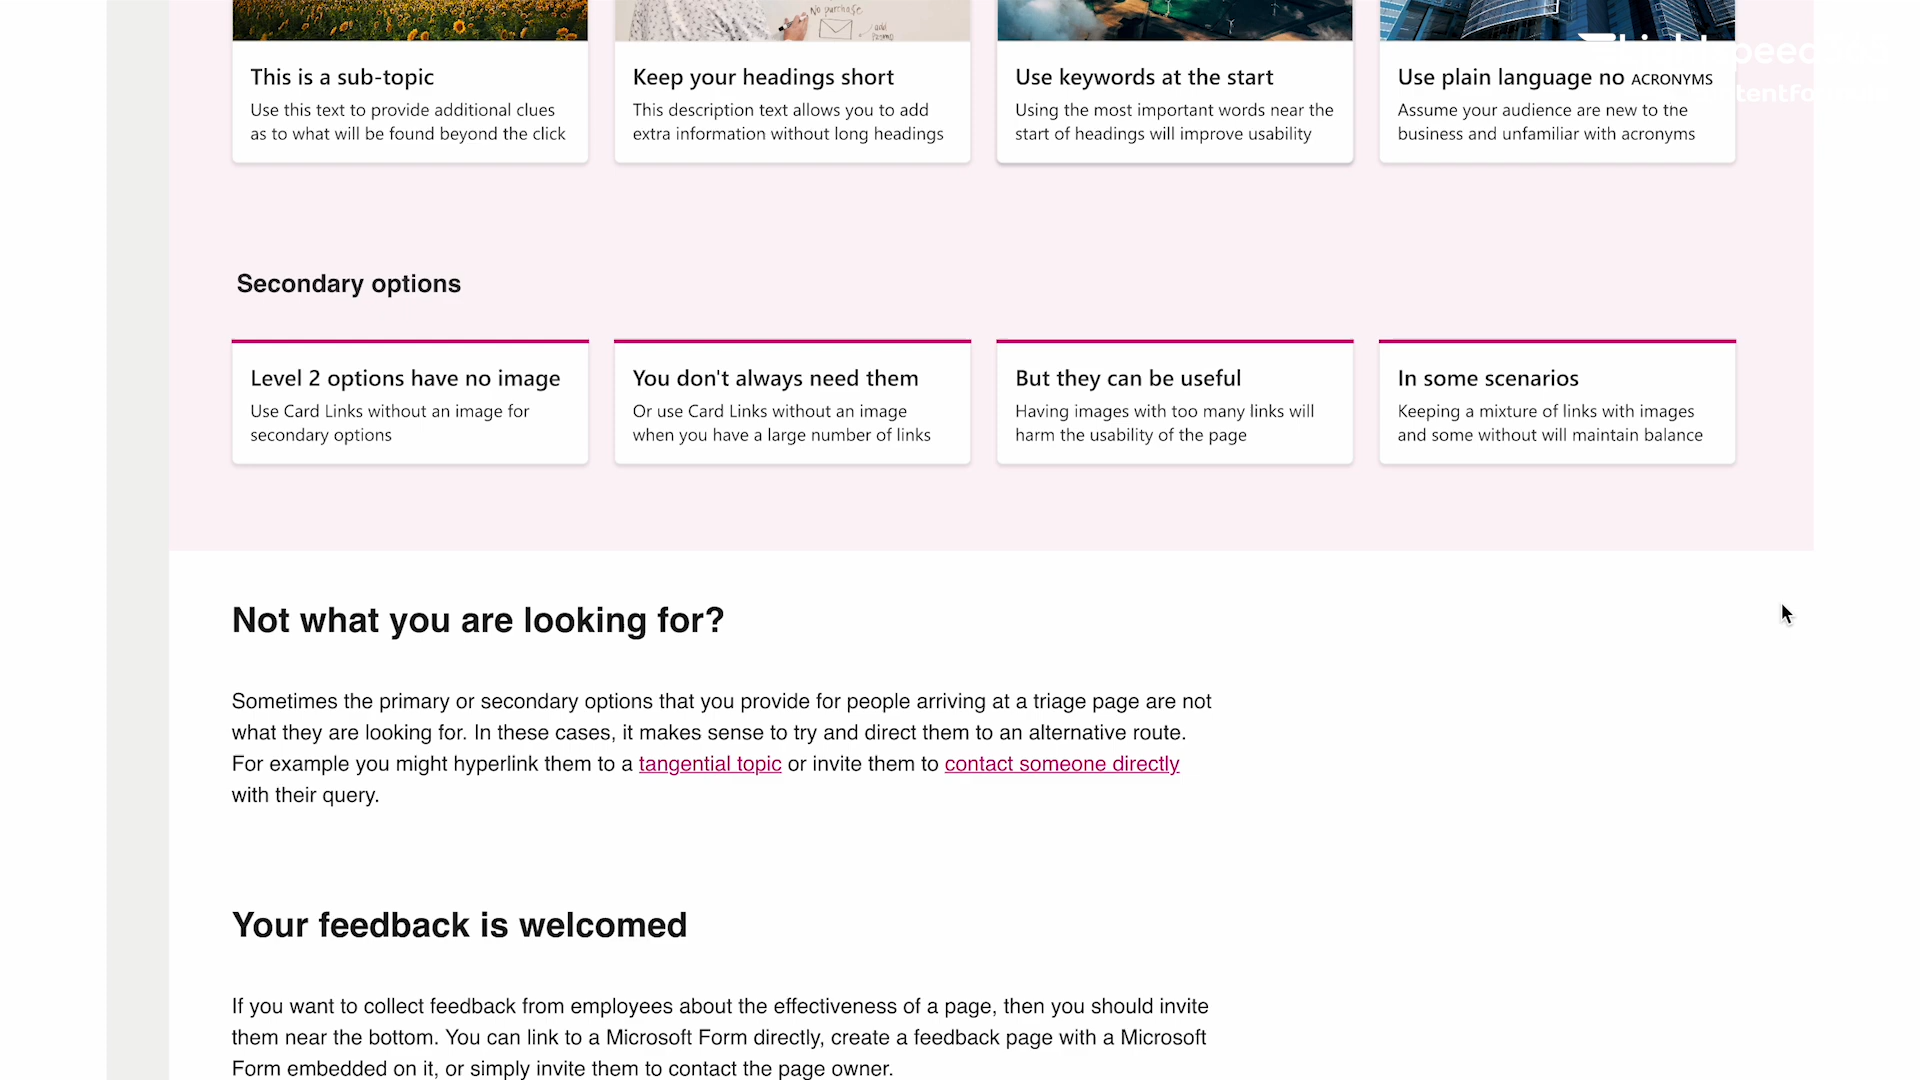 No purchase
This is a sub-topic
Use this text to provide additional clues
as to what will be found beyond the click
Keep your headings short
This description text allows you to add
extra information without long headings
Use keywords at the start
Using the most important words near the
start of headings will improve usability
Use plain language no ACRONYMS
Assume your audience are new to the
business and unfamiliar with acronyms
Secondary options
Level 2 options have no image
Use Card Links without an image for
secondary options
You don't always need them
Or use Card Links without an image
when you have a large number of links
But they can be useful
Having images with too many links will
harm the usability of the page
In some scenarios
Keeping a mixture of links with images
and some without will maintain balance
Not what you are looking for?
Sometimes the primary or secondary options that you provide for people arriving at a triage page are not
what they are looking for. In these cases, it makes sense to try and direct them to an alternative route.
For example you might hyperlink them to a tangential topic or invite them to contact someone directly
with their query.
Your feedback is welcomed
If you want to collect feedback from employees about the effectiveness of a page, then you should invite
them near the bottom. You can link to a Microsoft Form directly, create a feedback page with a Microsoft
Form embedded on it, or simply invite them to contact the page owner.